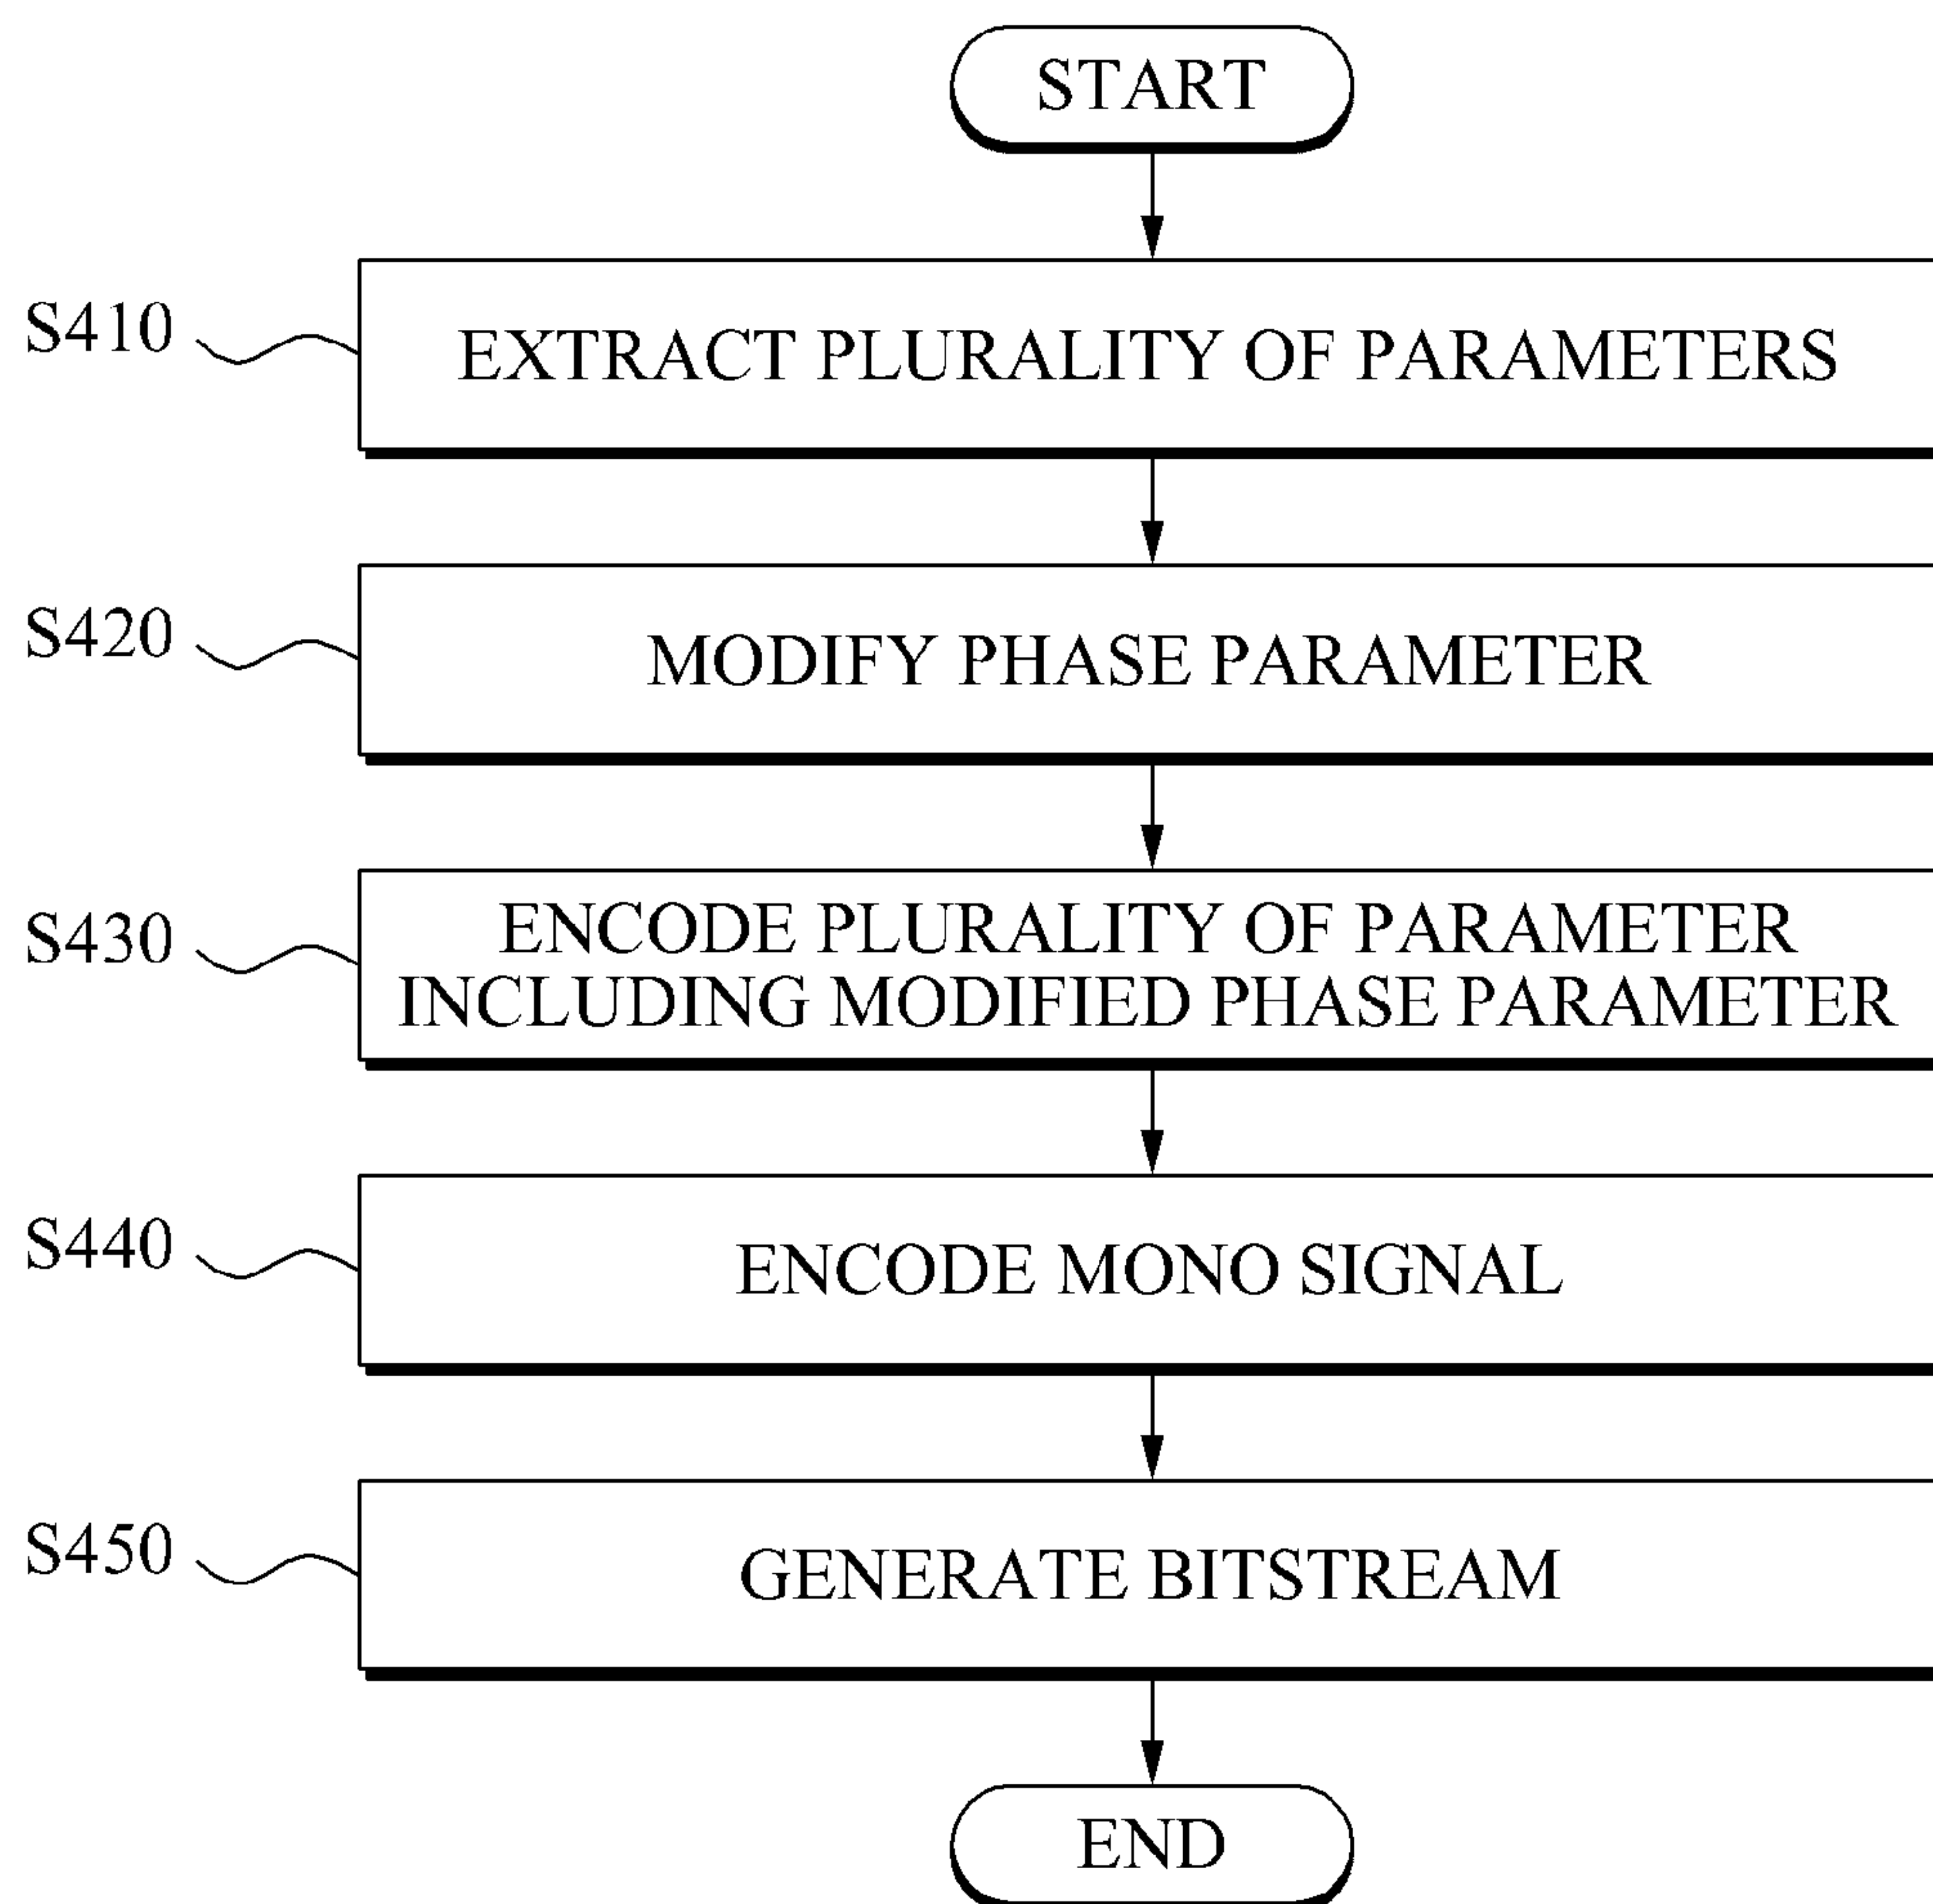 START
S410
EXTRACT PLURALITY OF PARAMETERS
S420
MODIFY PHASE PARAMETER
S430
ENCODE PLURALITY OF PARAMETER
INCLUDING MODIFIED PHASE PARAMETER
S440
ENCODE MONO SIGNAL
S450
GENERATE BITSTREAM
END